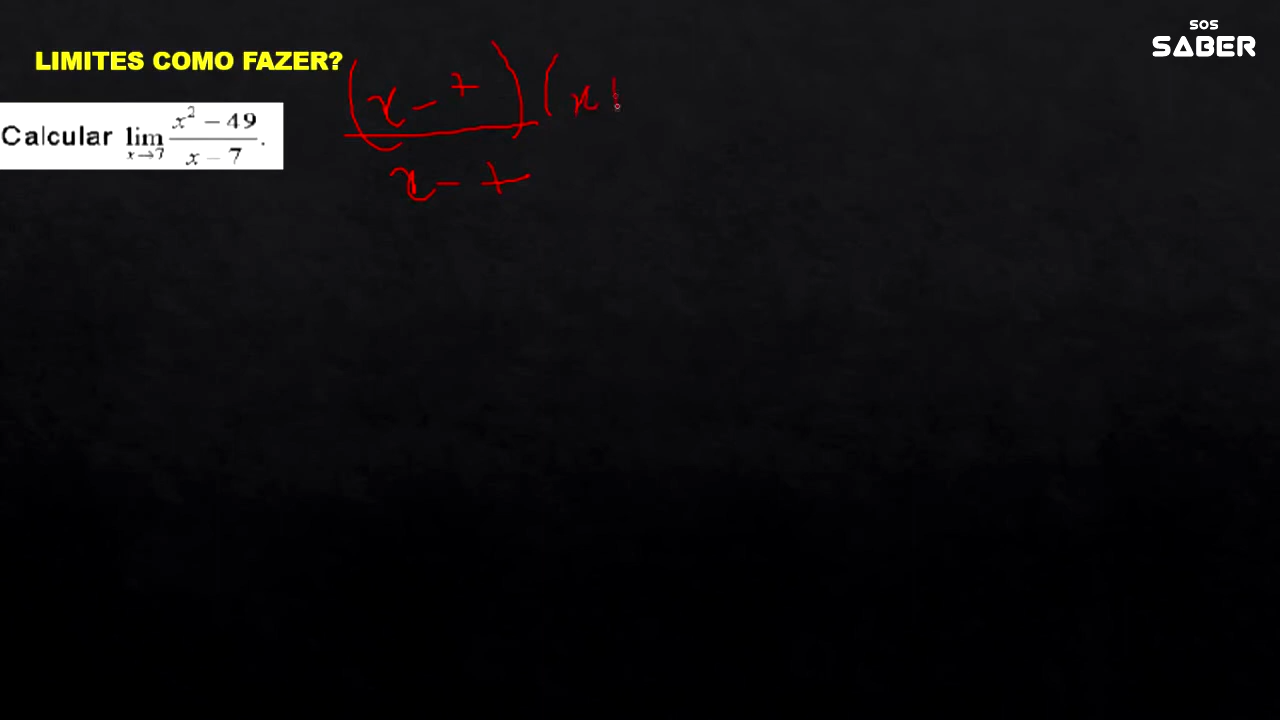 SOS
SABER
LIMITES COMO FAZER?
(x - 7) (x
x - 7
Calcular lim x→7 x² - 49 / x - 7 .